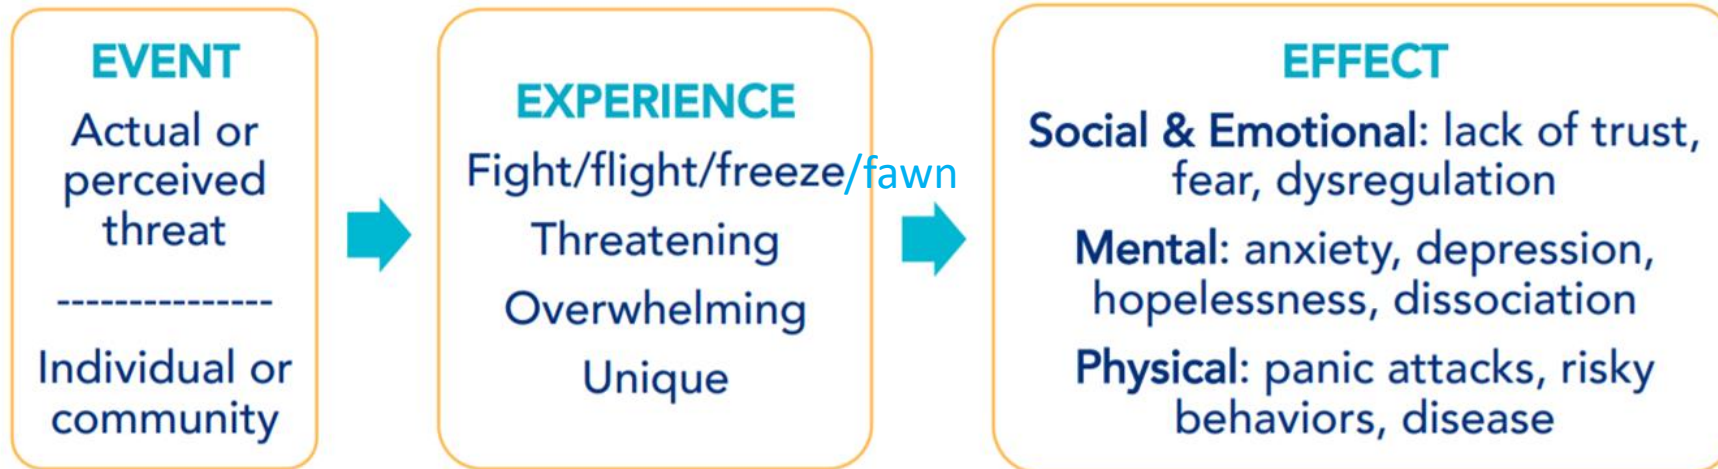 EVENT
Actual or
perceived
threat
---------------
Individual or
community
EXPERIENCE
Fight/flight/freeze/fawn
Threatening
Overwhelming
Unique
EFFECT
Social & Emotional: lack of trust,
fear, dysregulation
Mental: anxiety, depression,
hopelessness, dissociation
Physical: panic attacks, risky
behaviors, disease